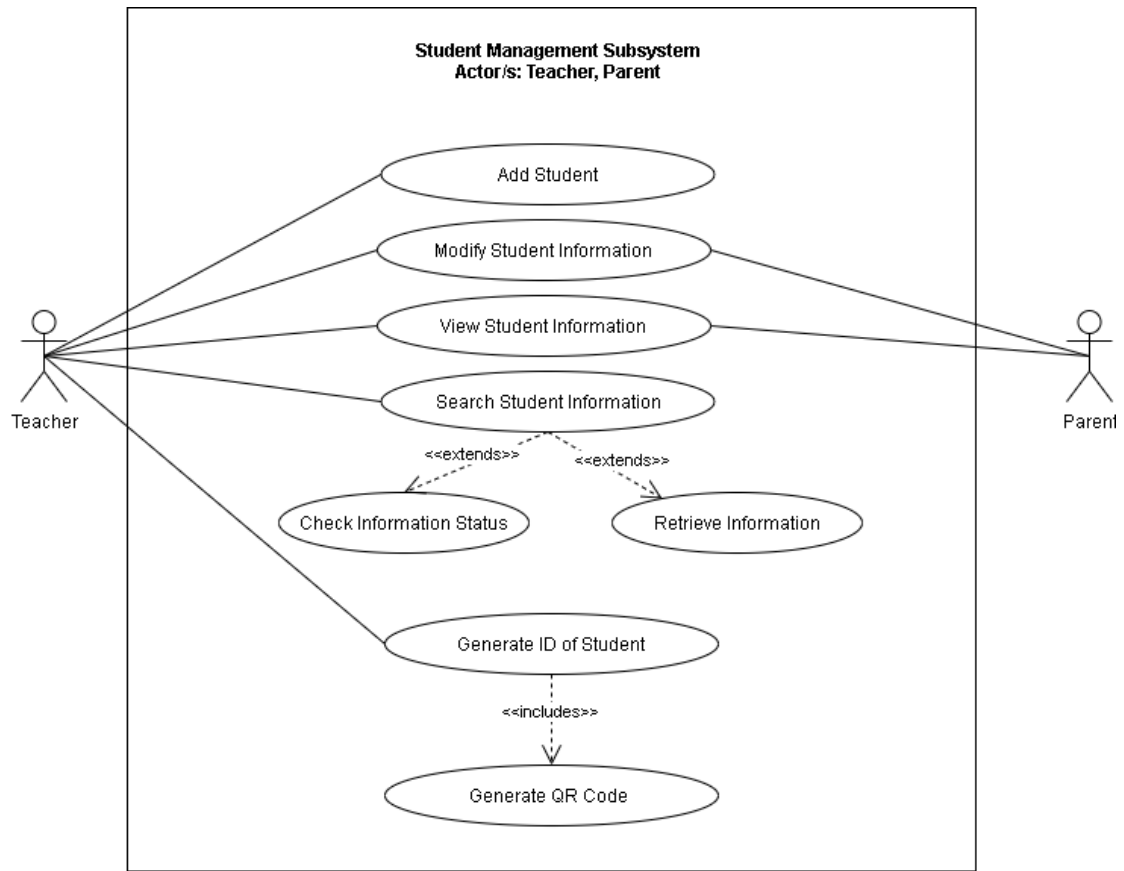 Student Management Subsystem
Actor/s: Teacher, Parent
Add Student
Modify Student Information
View Student Information
Search Student Information
Teacher
Parent
<<extends>>
<<extends>>
Check Information Status
Retrieve Information
Generate ID of Student
<<includes>>
Generate QR Code